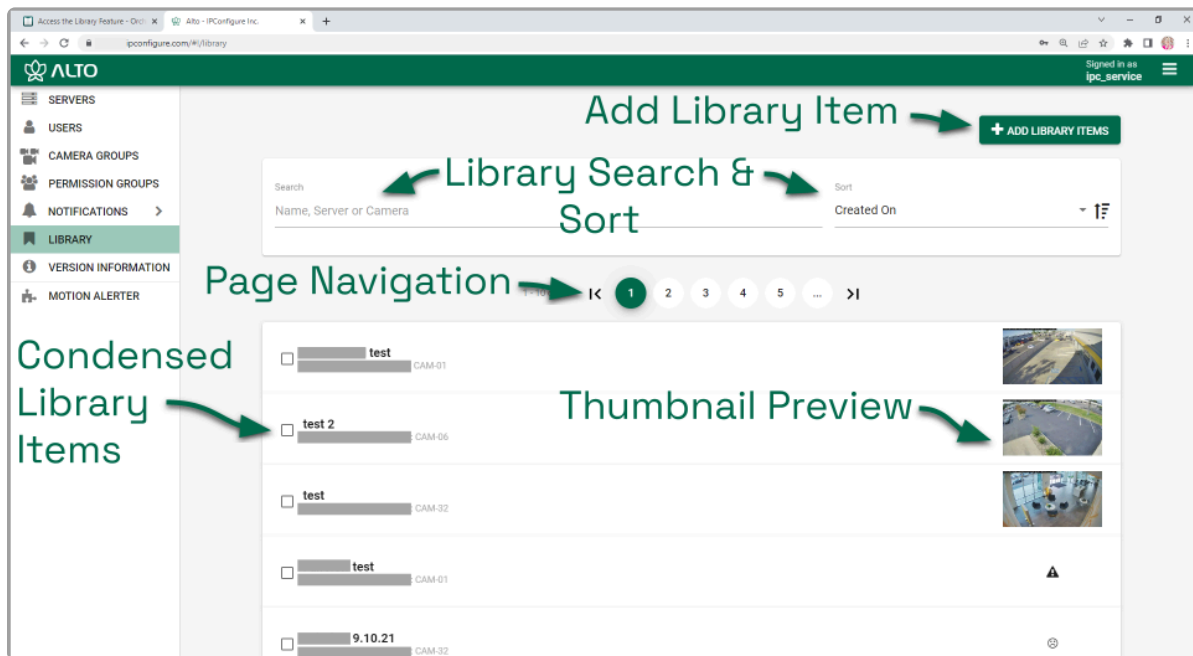 Access the Library Feature - Orch
Alto - IPConfigure Inc.
ipconfigure.com/#!/library
ALTO
Signed in as
ipc_service
SERVERS
USERS
CAMERA GROUPS
PERMISSION GROUPS
NOTIFICATIONS
LIBRARY
VERSION INFORMATION
MOTION ALERTER
Add Library Item
+ ADD LIBRARY ITEMS
Library Search &
Sort
Search
Name, Server or Camera
Sort
Created On
Page Navigation
1 2 3 4 5 ...
Condensed
Library
Items
Thumbnail Preview
test
CAM-01
test 2
CAM-06
test
CAM-32
test
CAM-01
9.10.21
CAM-32